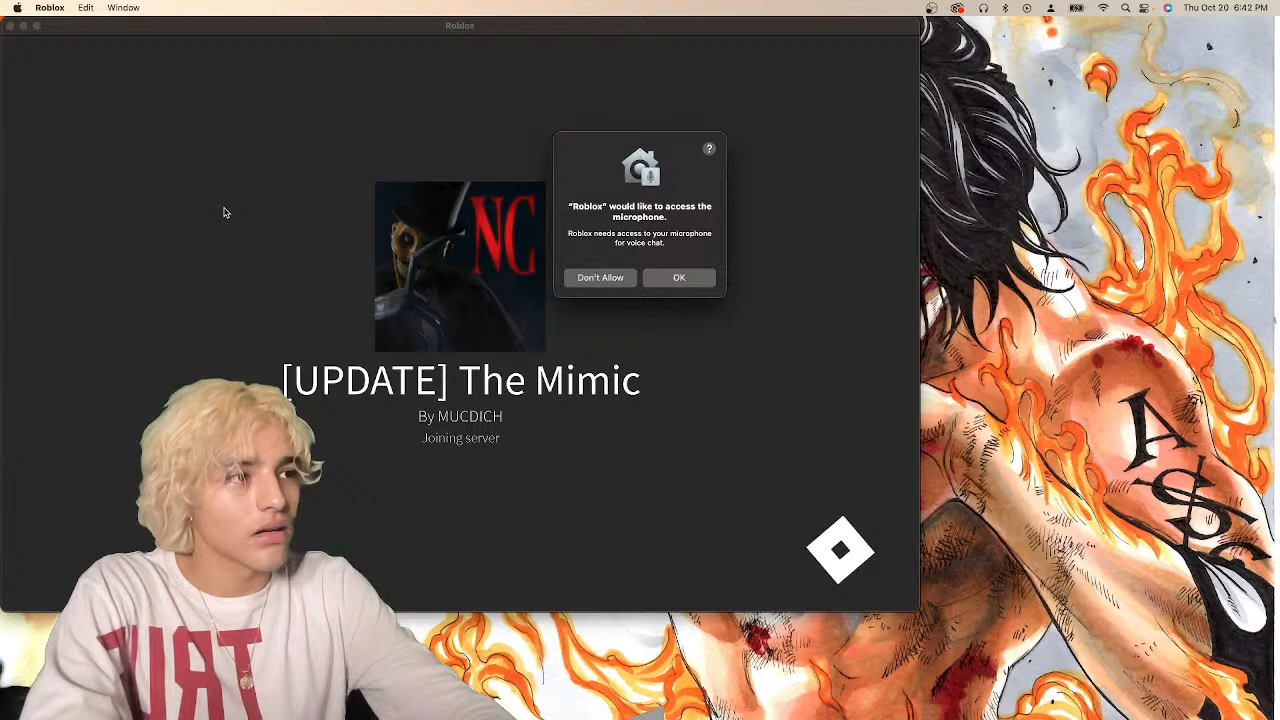 Roblox Edit Window
Thu Oct 20 6:42 PM
Roblox
?
“Roblox” would like to access the
microphone.
Roblox needs access to your microphone
for voice chat.
Don't Allow OK
NC
[UPDATE] The Mimic
By MUCDICH
Joining server